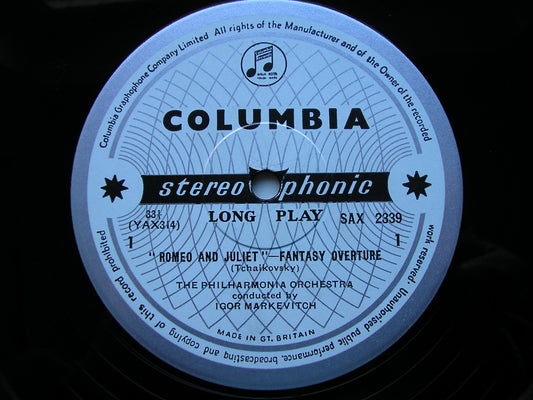 Columbia Graphophone Company Limited All rights of the Manufacturer and of the Owner of the recorded work reserved. Unauthorised public performance, broadcasting and copying of this record prohibited
COLUMBIA
stereo phonic
33⅓ LONG PLAY SAX 2339
(YAX314)
1 1
"ROMEO AND JULIET"—FANTASY OVERTURE
(Tchaikovsky)
THE PHILHARMONIA ORCHESTRA
conducted by
IGOR MARKEVITCH
MADE IN GT. BRITAIN